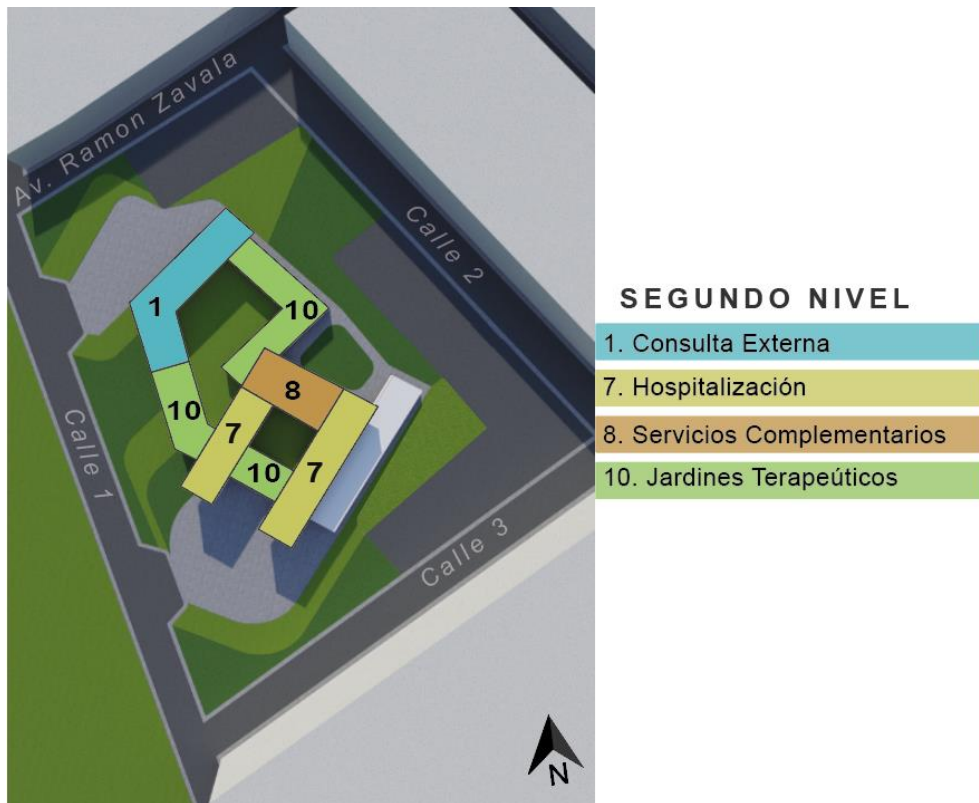 Av. Ramon Zavala
Calle 2
1
10
10
8
7
10
7
Calle 1
Calle 3
N
SEGUNDO NIVEL
1. Consulta Externa
7. Hospitalización
8. Servicios Complementarios
10. Jardines Terapeúticos